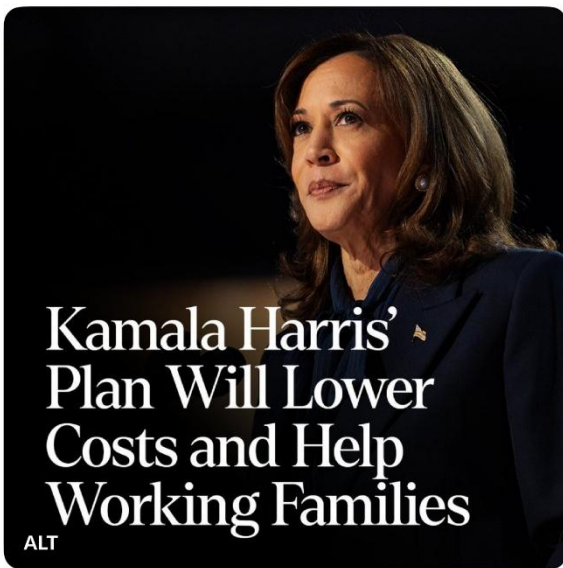 Kamala Harris’
Plan Will Lower
Costs and Help
Working Families
ALT